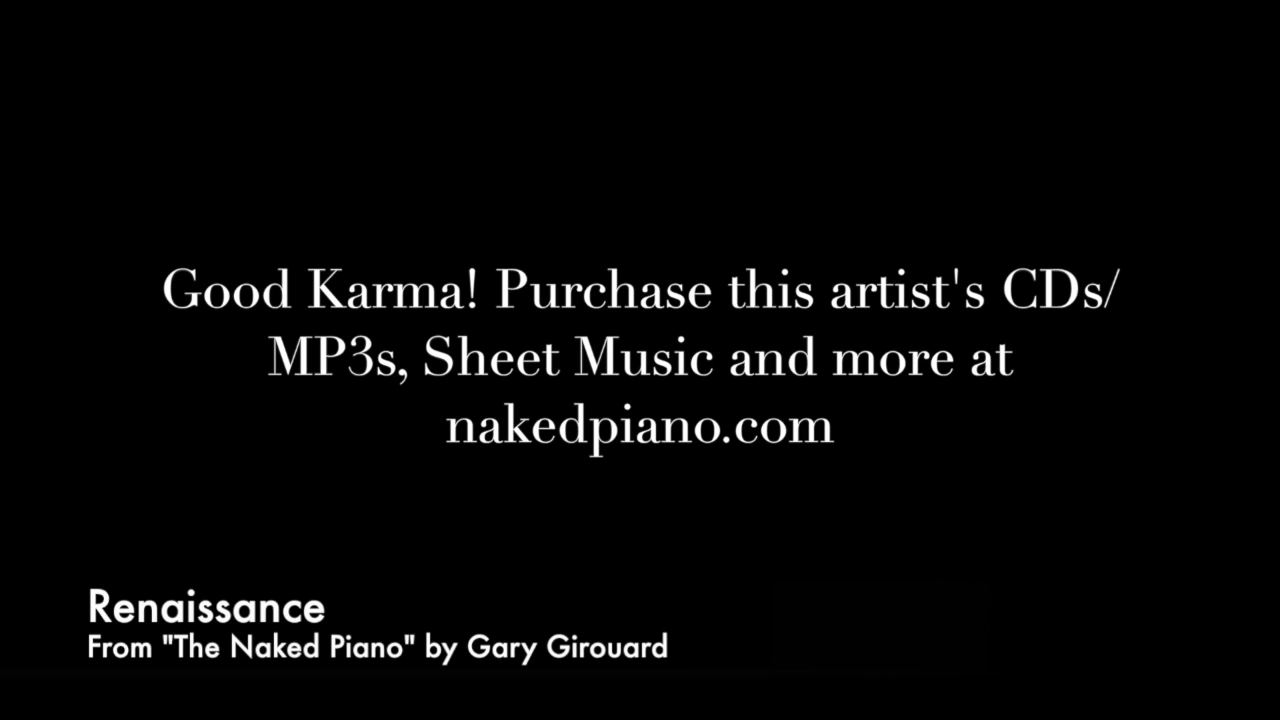 Good Karma! Purchase this artist's CDs/
MP3s, Sheet Music and more at
nakedpiano.com
Renaissance
From "The Naked Piano" by Gary Girouard